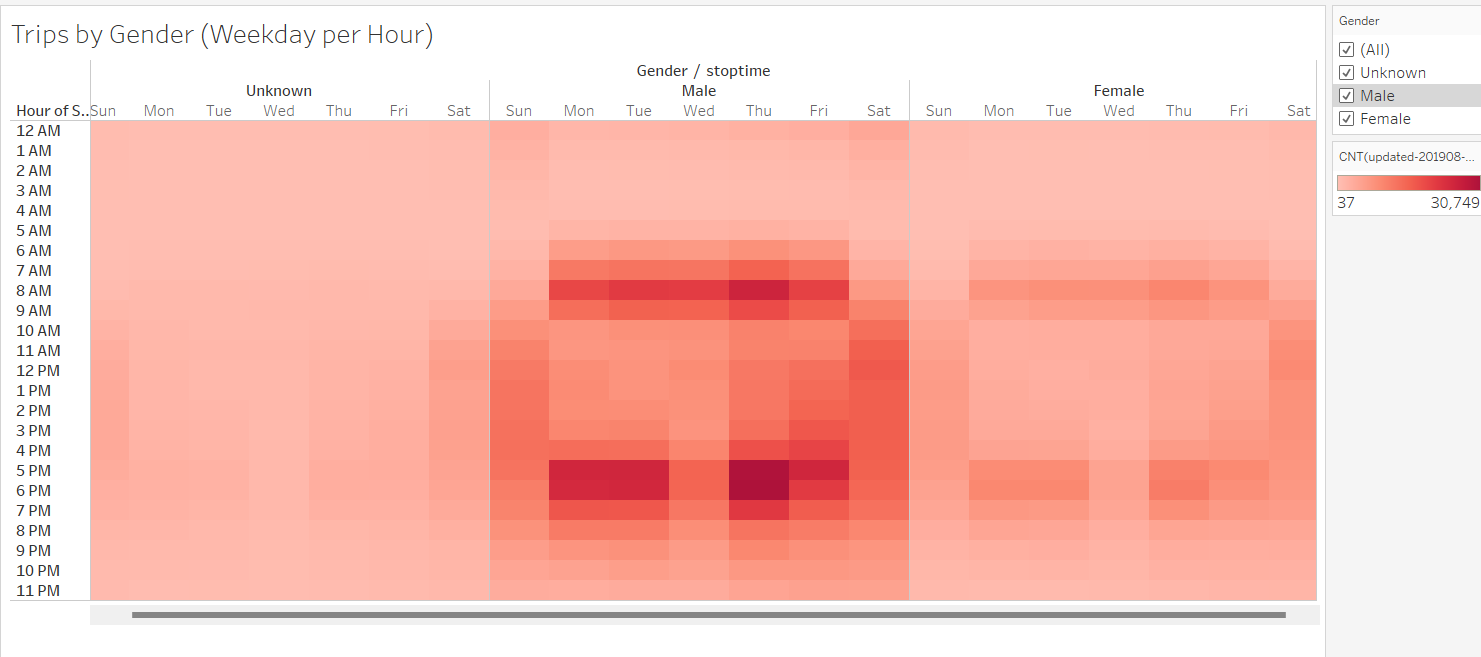 Trips by Gender (Weekday per Hour)
Gender / stoptime
Unknown Male Female
Hour of S.. Sun Mon Tue Wed Thu Fri Sat Sun Mon Tue Wed Thu Fri Sat Sun Mon Tue Wed Thu Fri Sat
12 AM
1 AM
2 AM
3 AM
4 AM
5 AM
6 AM
7 AM
8 AM
9 AM
10 AM
11 AM
12 PM
1 PM
2 PM
3 PM
4 PM
5 PM
6 PM
7 PM
8 PM
9 PM
10 PM
11 PM
Gender
(All)
Unknown
Male
Female
CNT(updated-201908-...
37 30,749